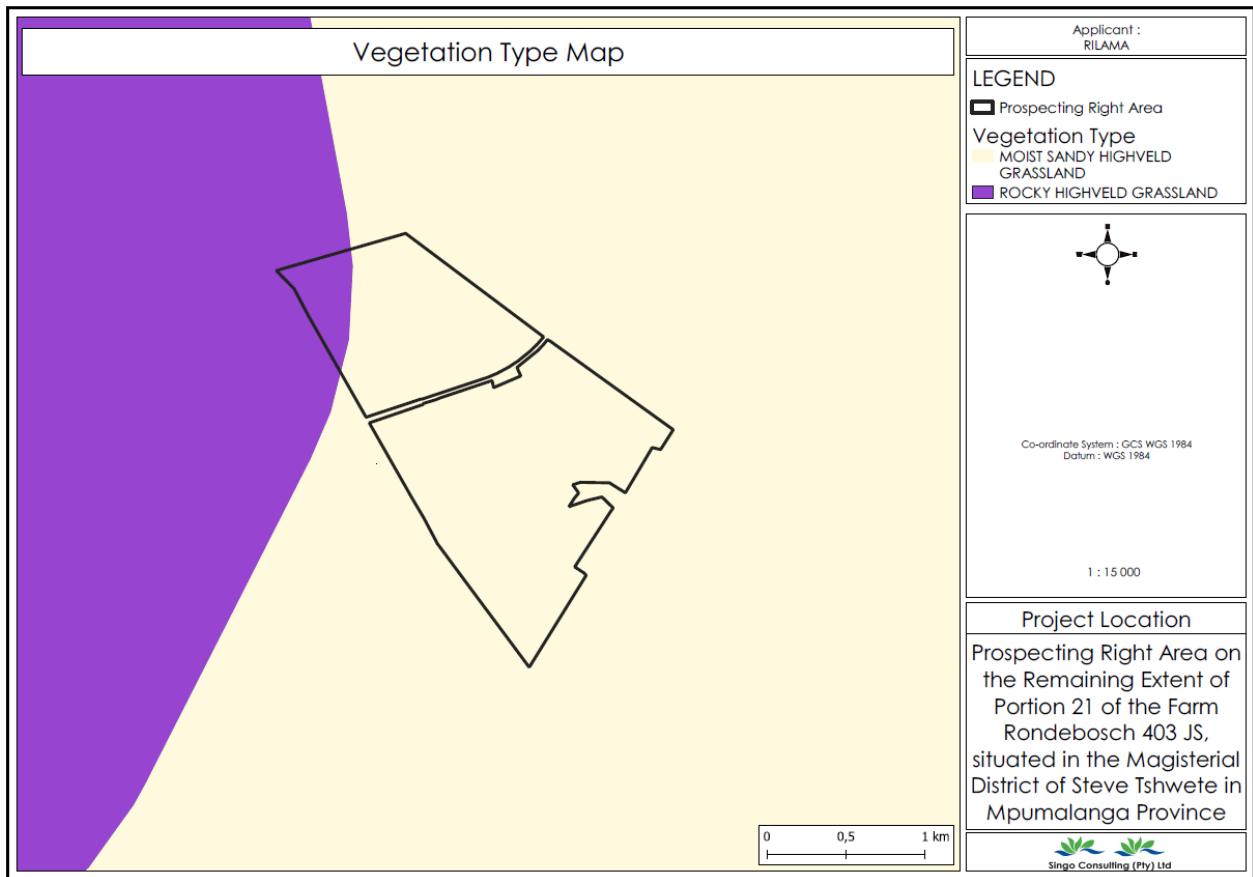 Vegetation Type Map
Applicant :
RILAMA
LEGEND
Prospecting Right Area
Vegetation Type
MOIST SANDY HIGHVELD
GRASSLAND
ROCKY HIGHVELD GRASSLAND
Co-ordinate System : GCS WGS 1984
Datum : WGS 1984
1 : 15 000
Project Location
Prospecting Right Area on
the Remaining Extent of
Portion 21 of the Farm
Rondebosch 403 JS,
situated in the Magisterial
District of Steve Tshwete in
Mpumalanga Province
0 0,5 1 km
Singo Consulting (Pty) Ltd